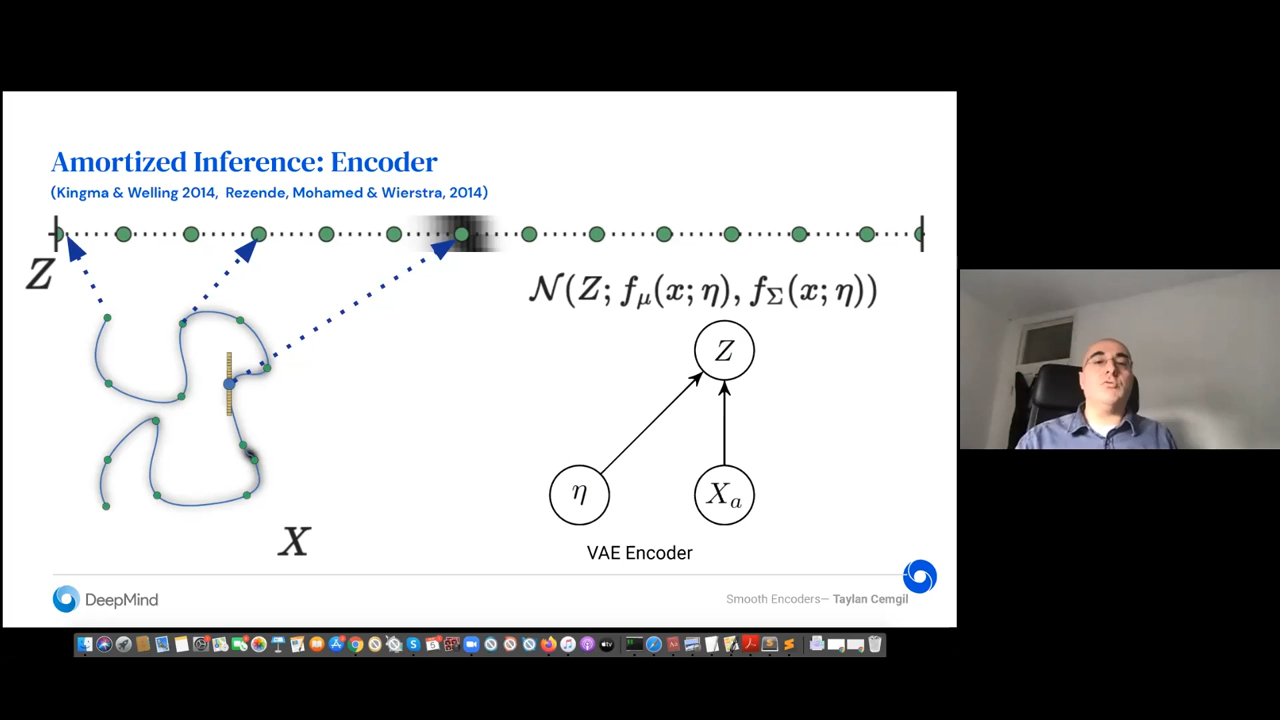 Amortized Inference: Encoder
(Kingma & Welling 2014, Rezende, Mohamed & Wierstra, 2014)
Z
𝒩(Z; f_μ(x; η), f_Σ(x; η))
Z
η
X_a
X
VAE Encoder
DeepMind
Smooth Encoders— Taylan Cemgil